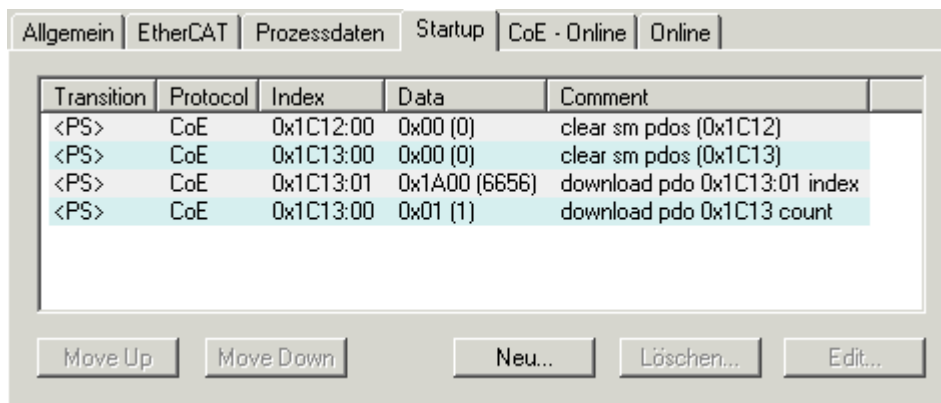 Allgemein EtherCAT Prozessdaten Startup CoE - Online Online
Transition Protocol Index Data Comment
<PS> CoE 0x1C12:00 0x00 (0) clear sm pdos (0x1C12)
<PS> CoE 0x1C13:00 0x00 (0) clear sm pdos (0x1C13)
<PS> CoE 0x1C13:01 0x1A00 (6656) download pdo 0x1C13:01 index
<PS> CoE 0x1C13:00 0x01 (1) download pdo 0x1C13 count
Move Up Move Down Neu... Löschen... Edit...